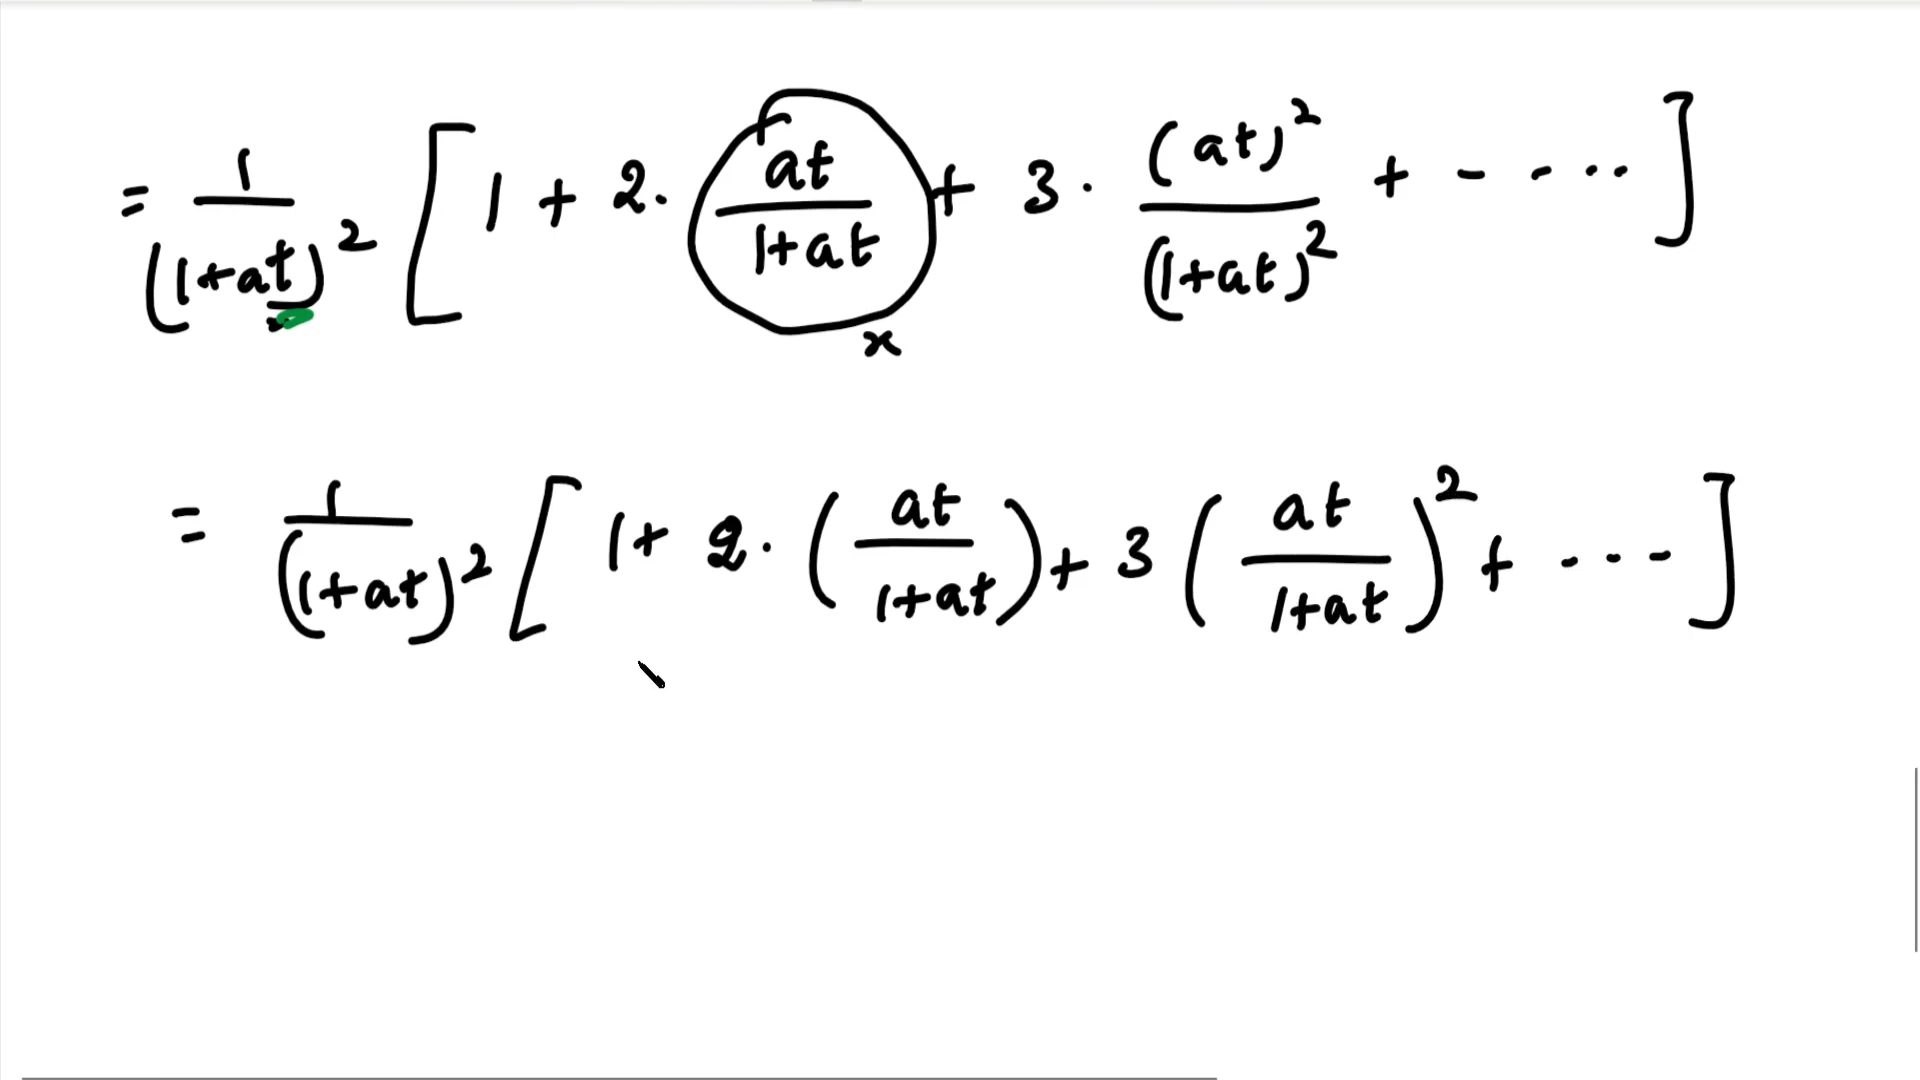 = 1/(1+at)² [ 1 + 2. at/1+at + 3. (at)²/(1+at)² + - - ... ]
x
= 1/(1+at)² [ 1+ 2. (at/1+at) + 3 (at/1+at)² + - - - ]